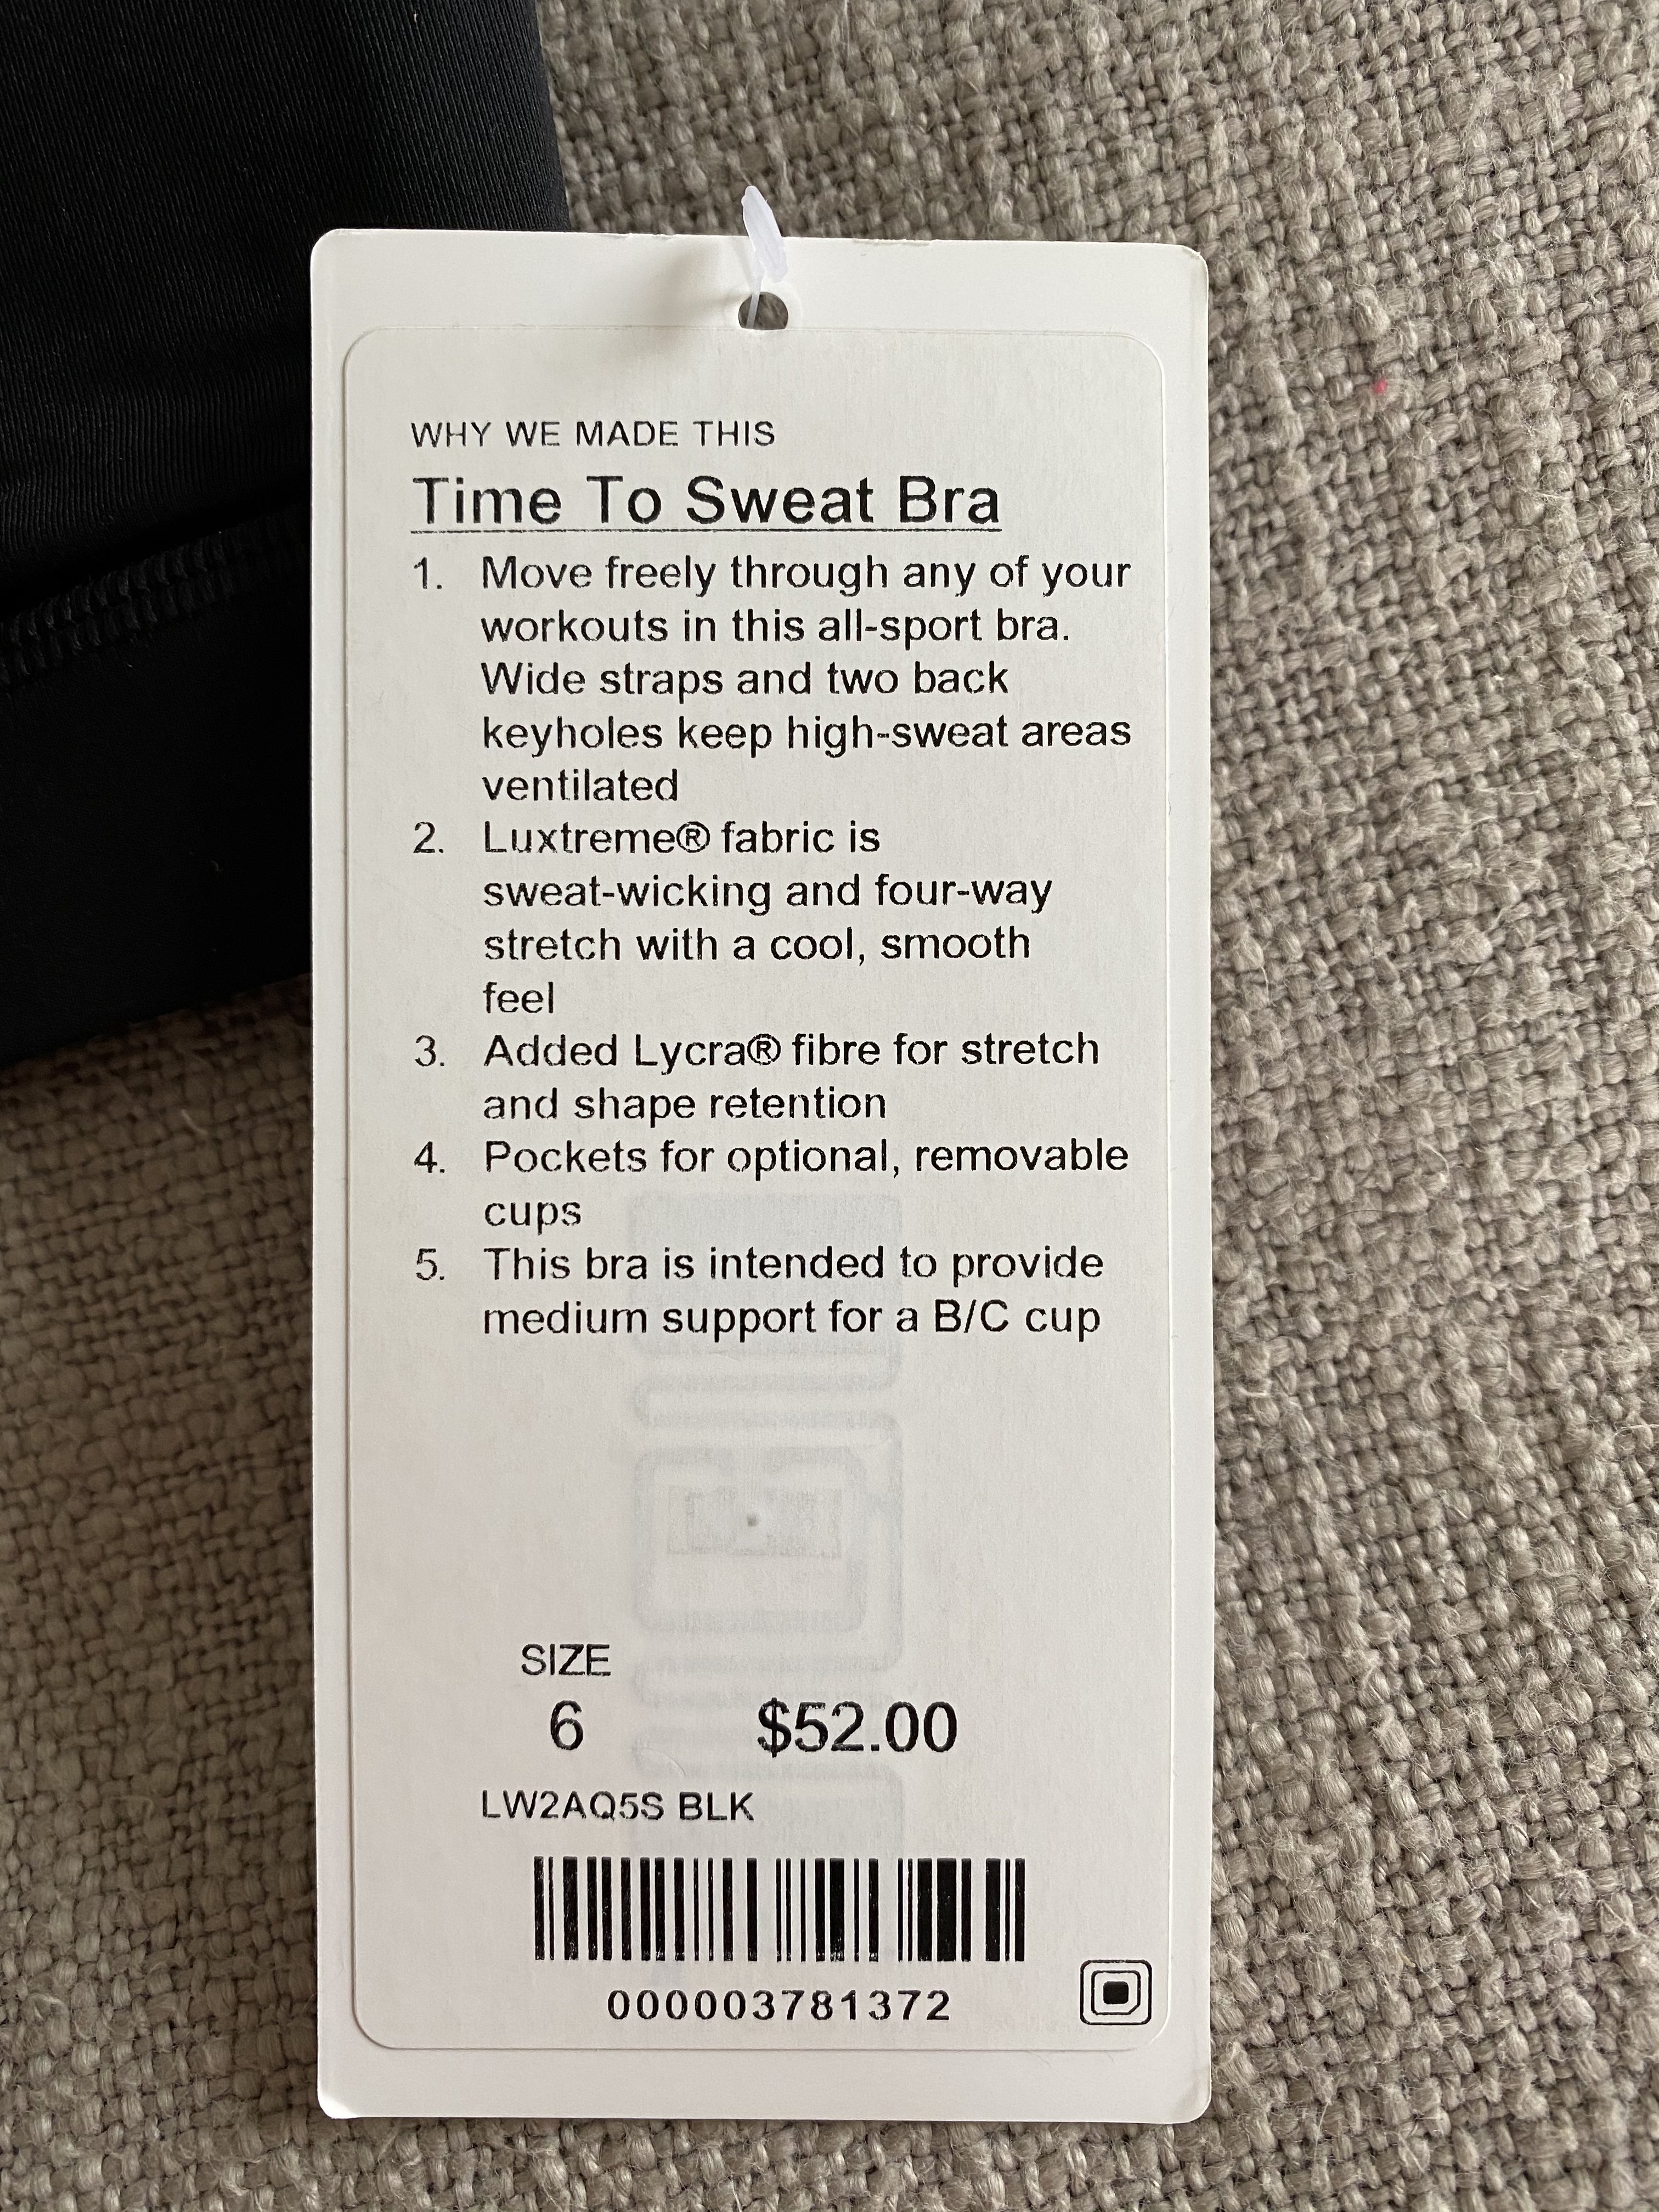 WHY WE MADE THIS
Time To Sweat Bra
1. Move freely through any of your
workouts in this all-sport bra.
Wide straps and two back
keyholes keep high-sweat areas
ventilated
2. Luxtreme® fabric is
sweat-wicking and four-way
stretch with a cool, smooth
feel
3. Added Lycra® fibre for stretch
and shape retention
4. Pockets for optional, removable
cups
5. This bra is intended to provide
medium support for a B/C cup
SIZE
6 $52.00
LW2AQ5S BLK
000003781372